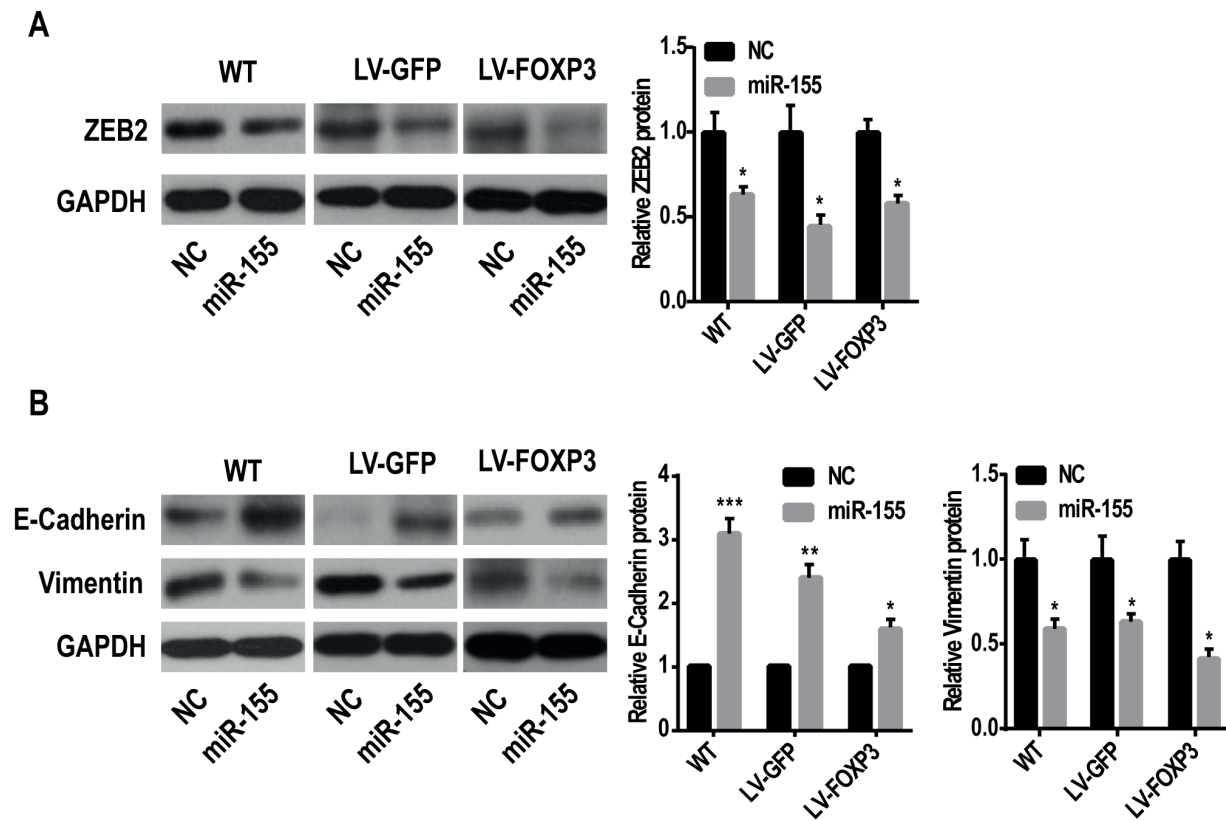 A
WT LV-GFP LV-FOXP3
ZEB2
GAPDH
NC miR-155 NC miR-155 NC miR-155
1.5
1.0
0.5
0.0
Relative ZEB2 protein
NC
miR-155
* * *
WT LV-GFP LV-FOXP3
B
WT LV-GFP LV-FOXP3
E-Cadherin
Vimentin
GAPDH
NC miR-155 NC miR-155 NC miR-155
4
3
2
1
0
Relative E-Cadherin protein
NC
miR-155
*** ** *
WT LV-GFP LV-FOXP3
1.5
1.0
0.5
0.0
Relative Vimentin protein
NC
miR-155
* * *
WT LV-GFP LV-FOXP3